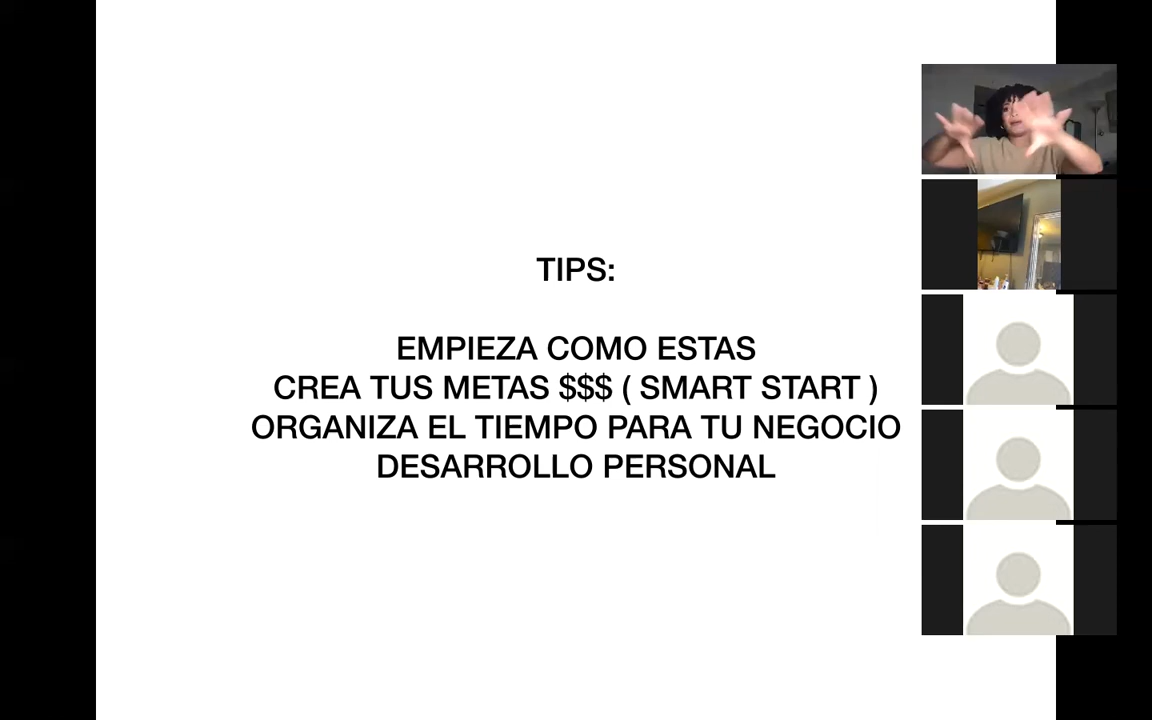 TIPS:
EMPIEZA COMO ESTAS
CREA TUS METAS $$$ ( SMART START )
ORGANIZA EL TIEMPO PARA TU NEGOCIO
DESARROLLO PERSONAL